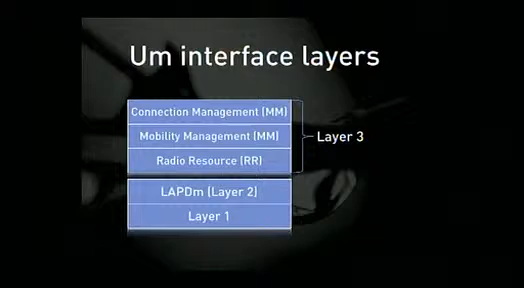 Um interface layers
Connection Management (MM)
Mobility Management (MM)
Radio Resource (RR)
Layer 3
LAPDm (Layer 2)
Layer 1